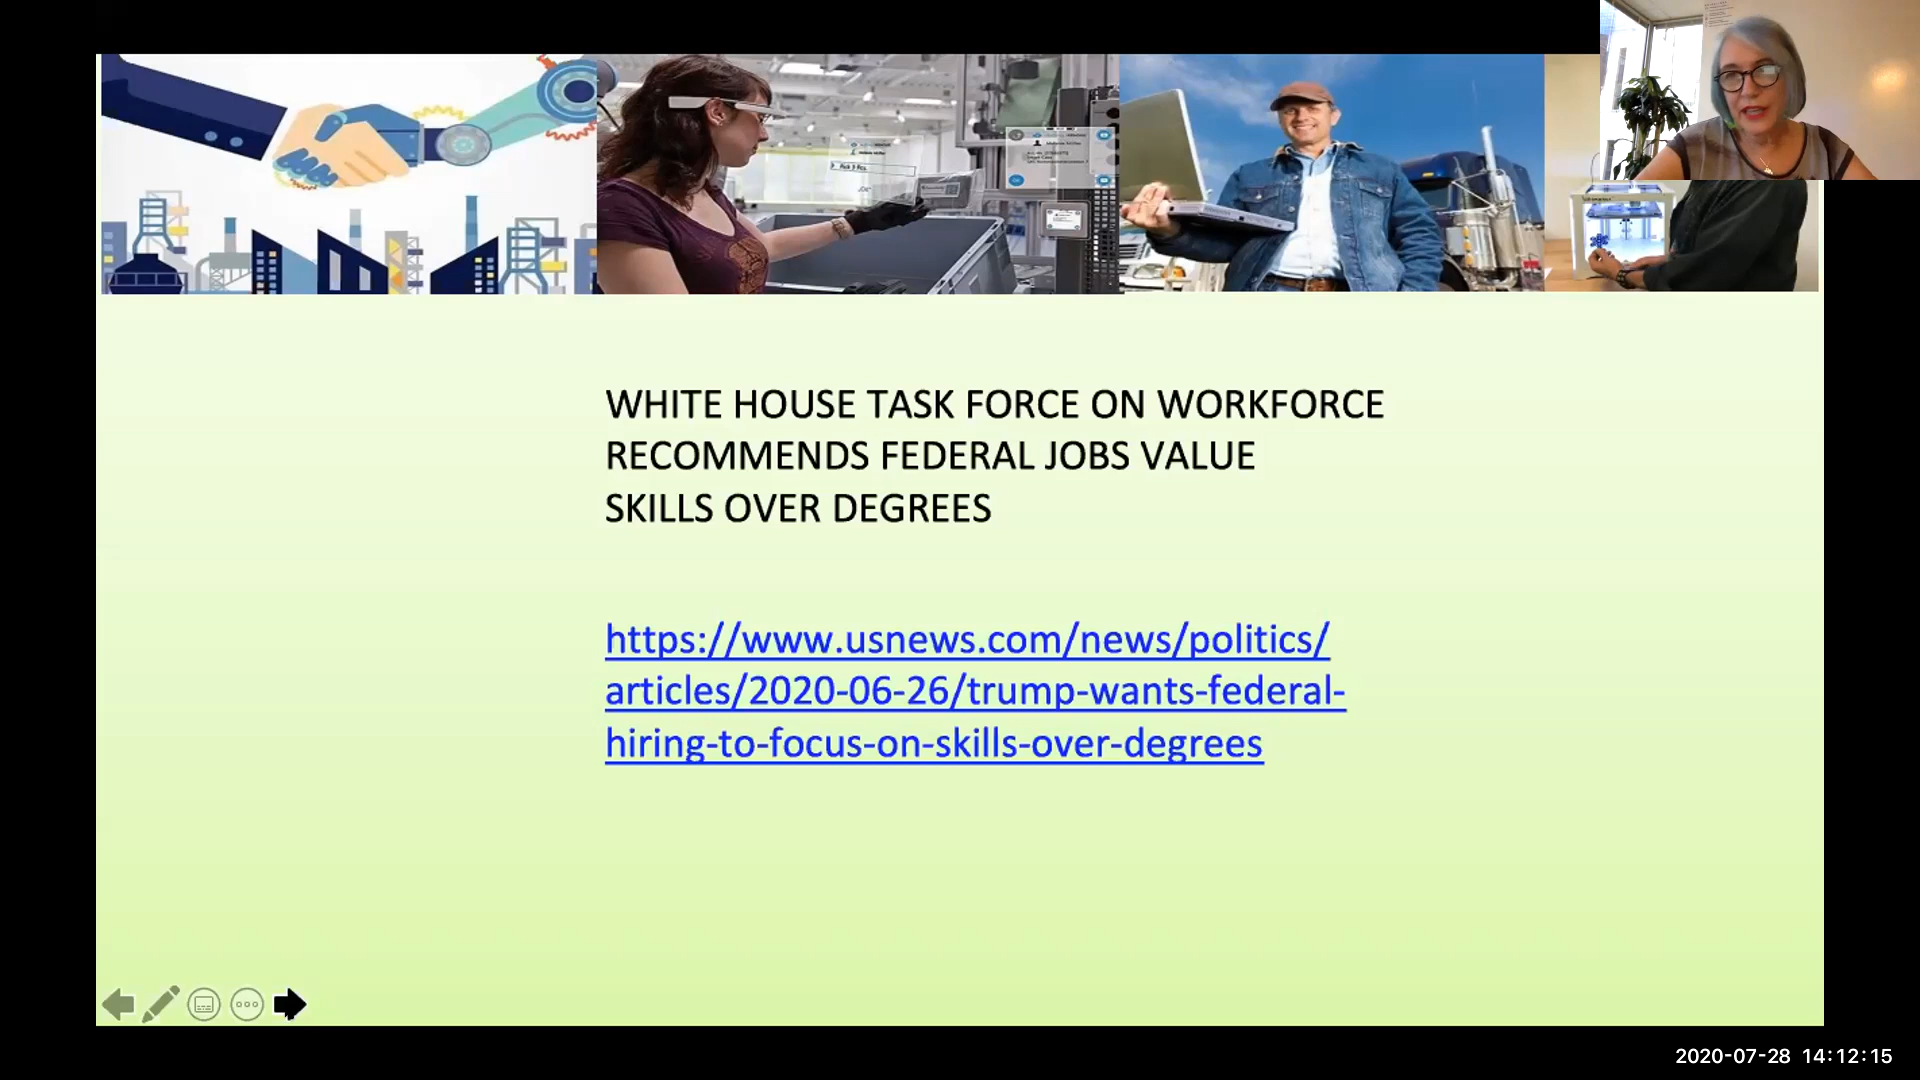 WHITE HOUSE TASK FORCE ON WORKFORCE
RECOMMENDS FEDERAL JOBS VALUE
SKILLS OVER DEGREES
https://www.usnews.com/news/politics/
articles/2020-06-26/trump-wants-federal-
hiring-to-focus-on-skills-over-degrees
2020-07-28 14:12:15